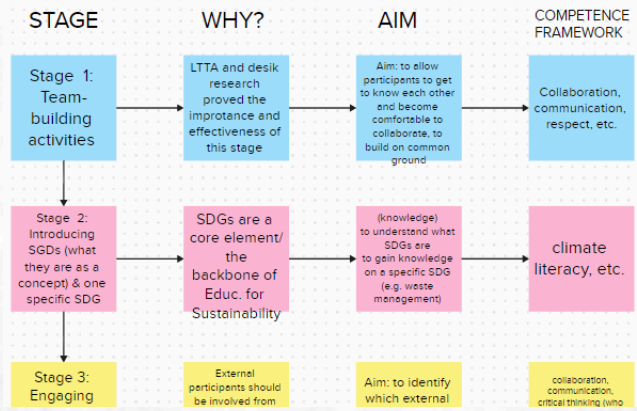 STAGE
WHY?
AIM
COMPETENCE
FRAMEWORK
Stage 1:
Team-
building
activities
LTTA and desik
research
proved the
improtance and
effectiveness of
this stage
Aim: to allow
participants to get
to know each other
and become
comfortable to
collaborate, to
build on common
ground
Collaboration,
communication,
respect, etc.
Stage 2:
Introducing
SGDs (what
they are as a
concept) & one
specific SDG
SDGs are a
core element/
the
backbone of
Educ. for
Sustainability
(knowledge)
to understand what
SDGs are
to gain knowledge
on a specific SDG
(e.g. waste
management)
climate
literacy, etc.
Stage 3:
Engaging
External
participants should
be involved from
Aim: to identify
which external
collaboration,
communication,
critical thinking (who